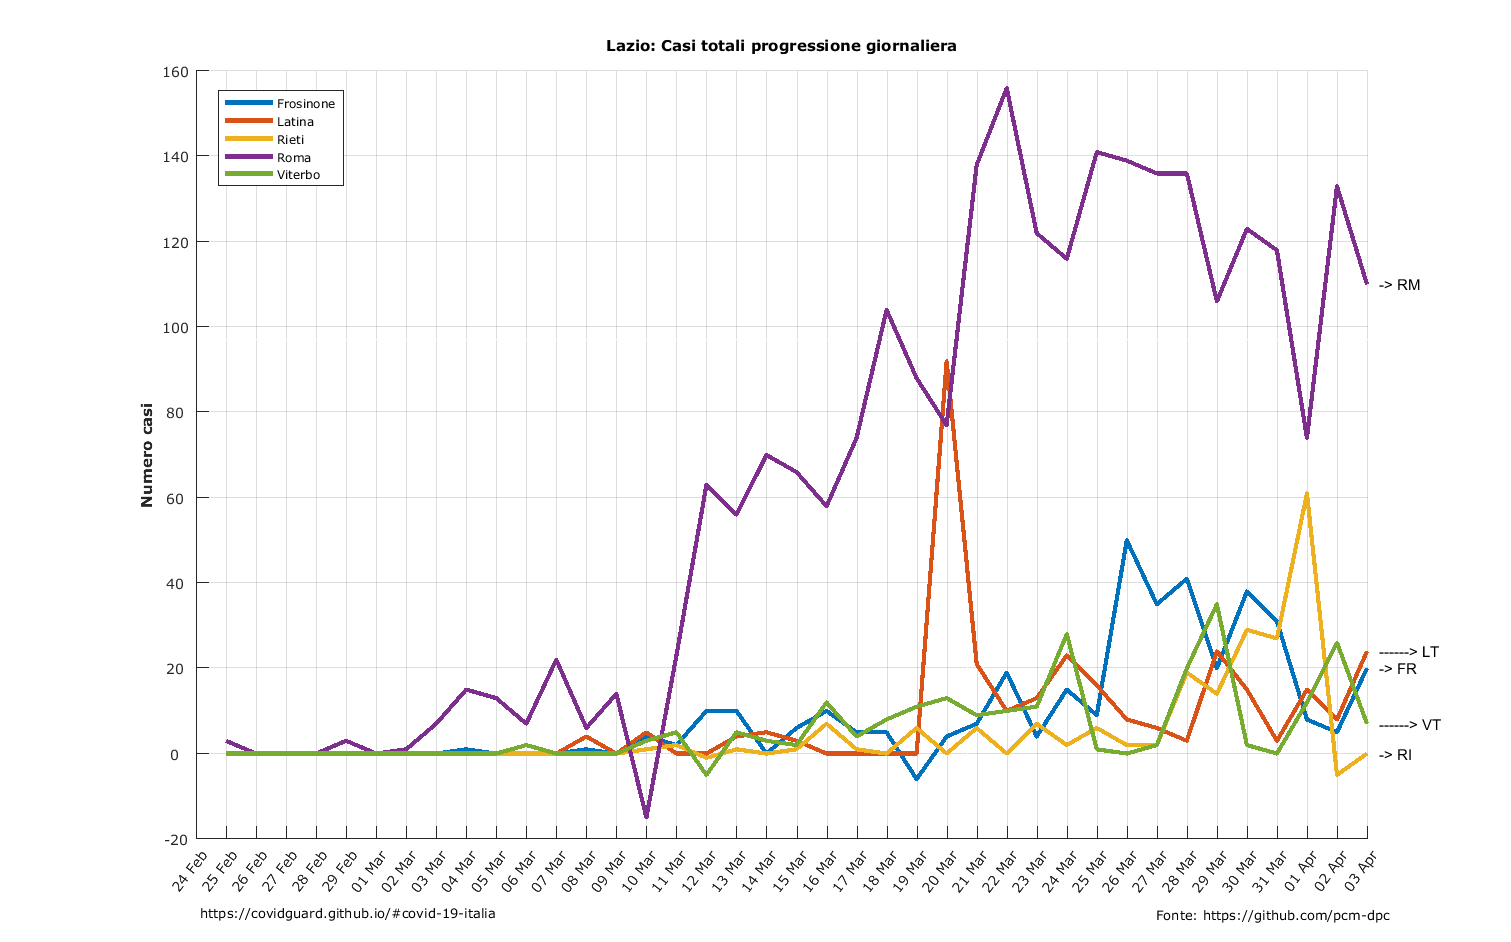 Lazio: Casi totali progressione giornaliera
160
140
120
100
80
60
40
20
0
-20
Numero casi
Frosinone
Latina
Rieti
Roma
Viterbo
-> RM
------> LT
-> FR
------> VT
-> RI
24 Feb
25 Feb
26 Feb
27 Feb
28 Feb
29 Feb
01 Mar
02 Mar
03 Mar
04 Mar
05 Mar
06 Mar
07 Mar
08 Mar
09 Mar
10 Mar
11 Mar
12 Mar
13 Mar
14 Mar
15 Mar
16 Mar
17 Mar
18 Mar
19 Mar
20 Mar
21 Mar
22 Mar
23 Mar
24 Mar
25 Mar
26 Mar
27 Mar
28 Mar
29 Mar
30 Mar
31 Mar
01 Apr
02 Apr
03 Apr
https://covidguard.github.io/#covid-19-italia
Fonte: https://github.com/pcm-dpc